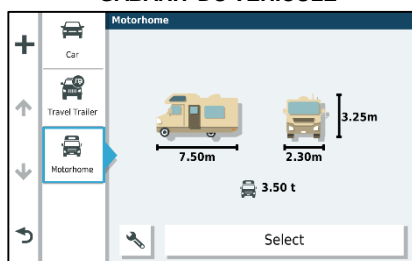 Motorhome
Car
Travel Trailer
Motorhome
7.50m
2.30m
3.25m
3.50 t
Select